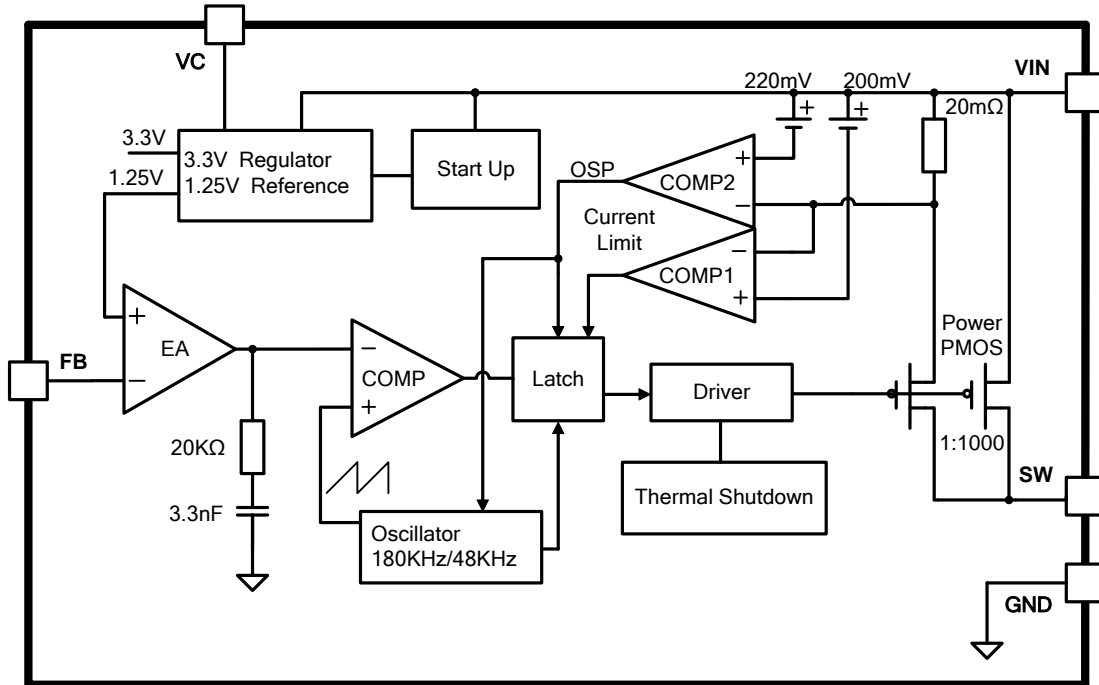 VC
VIN
220mV
200mV
20mΩ
3.3V
3.3V Regulator
1.25V
1.25V Reference
Start Up
OSP
+
COMP2
−
Current
Limit
−
COMP1
+
+
+
+
EA
−
FB
−
COMP
+
Latch
Driver
Power
PMOS
1:1000
20KΩ
3.3nF
Thermal Shutdown
SW
Oscillator
180KHz/48KHz
GND